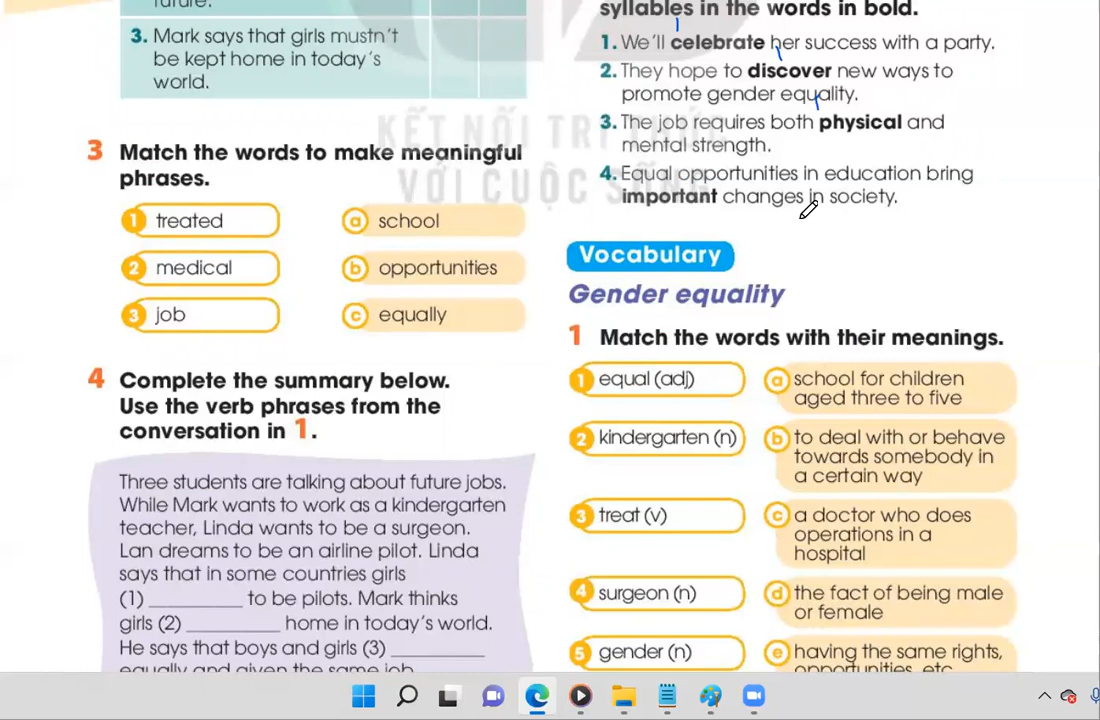 future.
3. Mark says that girls mustn't
be kept home in today's
world.
3 Match the words to make meaningful
phrases.
1 treated
a school
2 medical
b opportunities
3 job
c equally
4 Complete the summary below.
Use the verb phrases from the
conversation in 1.
Three students are talking about future jobs.
While Mark wants to work as a kindergarten
teacher, Linda wants to be a surgeon.
Lan dreams to be an airline pilot. Linda
says that in some countries girls
(1) __________ to be pilots. Mark thinks
girls (2) __________ home in today's world.
He says that boys and girls (3) __________
equally and given the same job
syllables in the words in bold.
1. We'll celebrate her success with a party.
2. They hope to discover new ways to
promote gender equality.
3. The job requires both physical and
mental strength.
4. Equal opportunities in education bring
important changes in society.
KẾT NỐI TRI THỨC
VỚI CUỘC SỐNG
Vocabulary
Gender equality
1 Match the words with their meanings.
1 equal (adj)
a school for children
aged three to five
2 kindergarten (n)
b to deal with or behave
towards somebody in
a certain way
3 treat (v)
c a doctor who does
operations in a
hospital
4 surgeon (n)
d the fact of being male
or female
5 gender (n)
e having the same rights,
opportunities, etc.